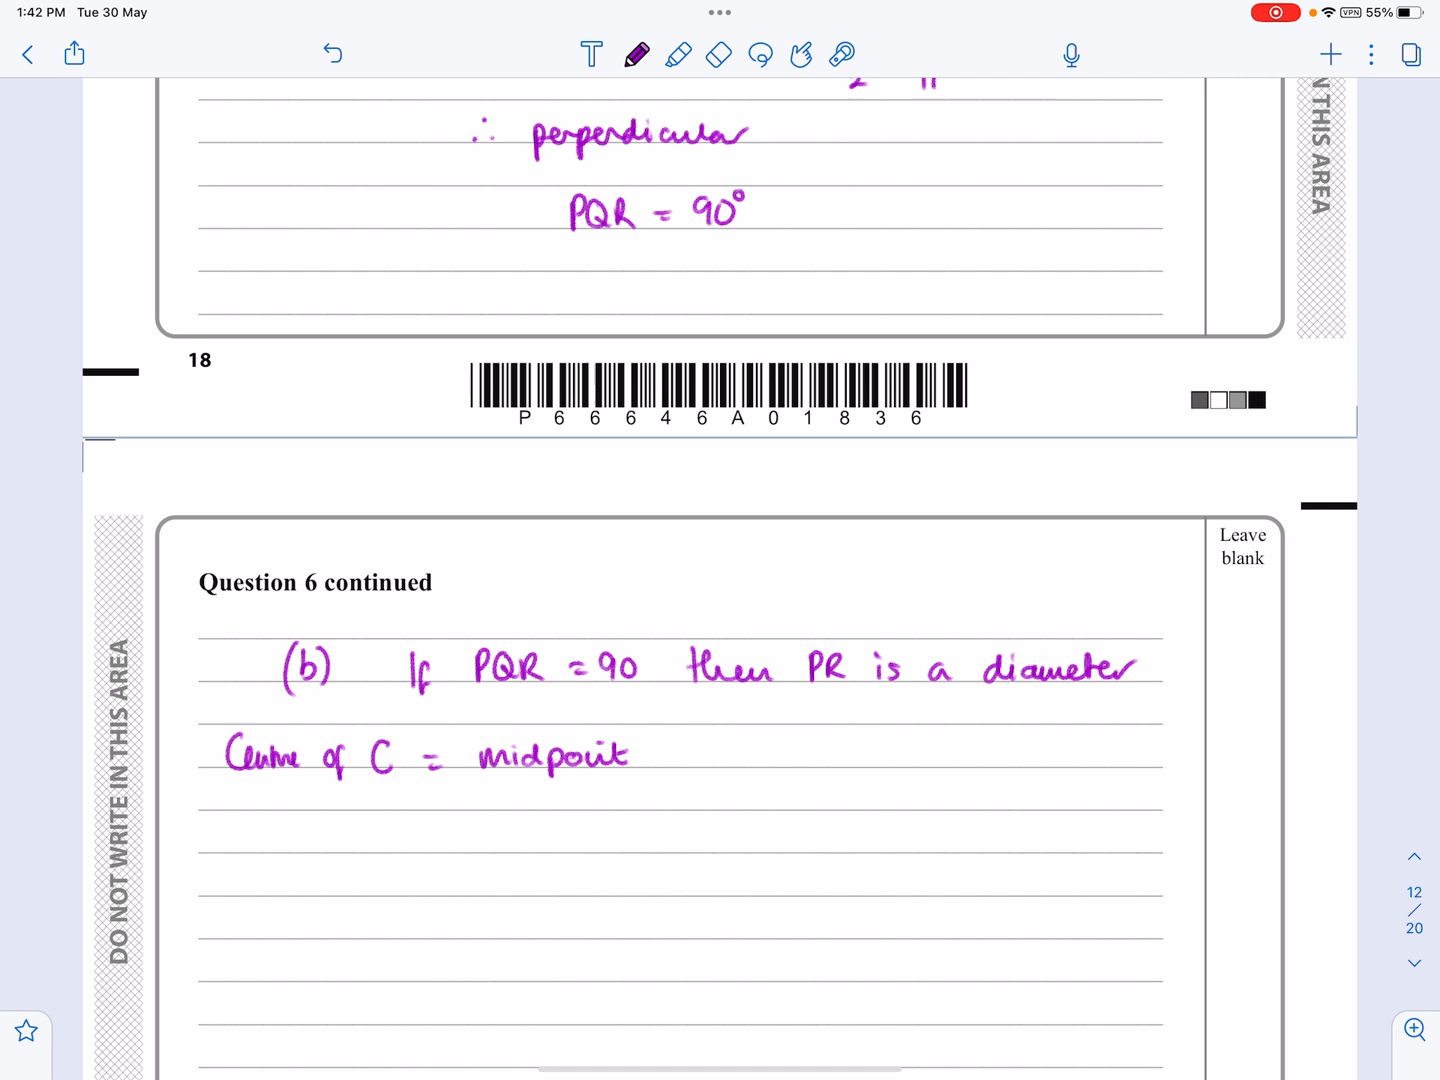 1:42 PM Tue 30 May
VPN 55%
∴ perpendicular
PQR = 90°
N THIS AREA
18
P 6 6 6 4 6 A 0 1 8 3 6
Leave
blank
Question 6 continued
(b) If PQR = 90 then PR is a diameter
Centre of C = midpoint
DO NOT WRITE IN THIS AREA
12
/
20